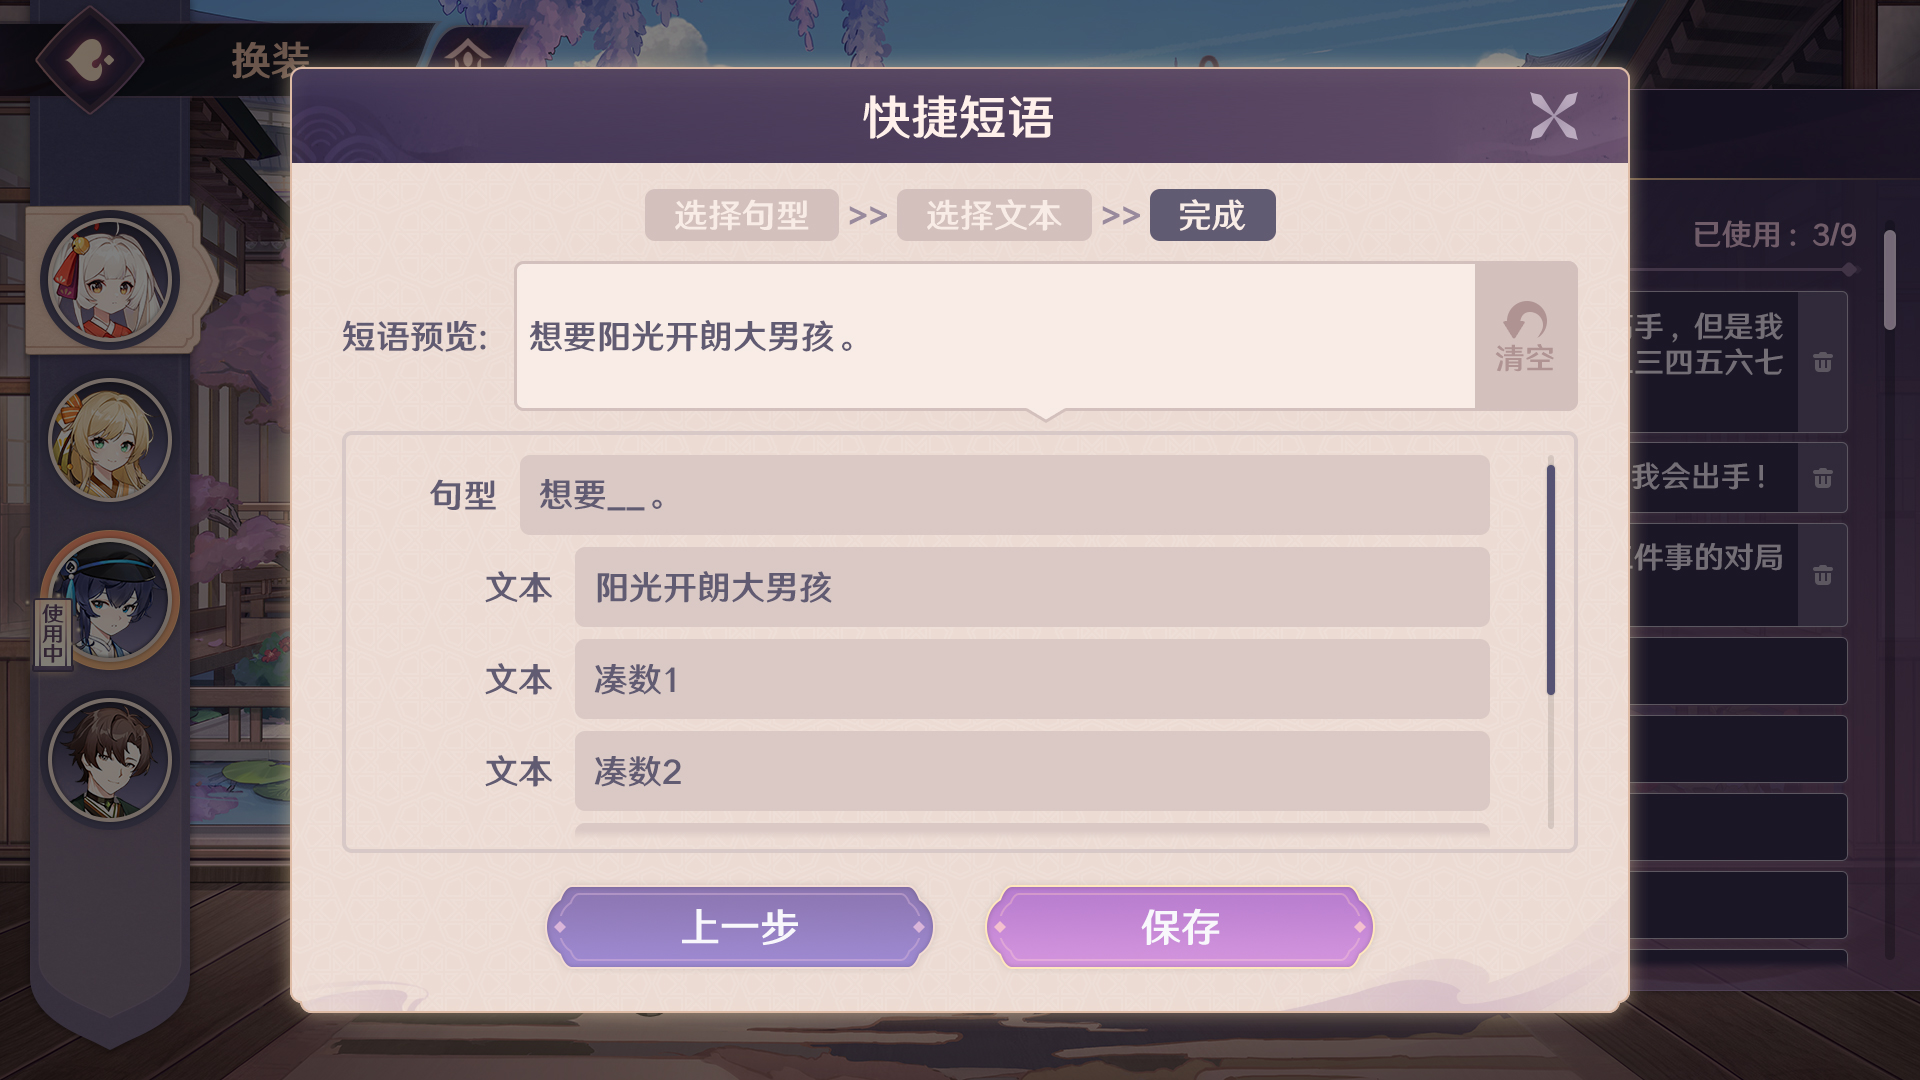 换装
快捷短语
选择句型 >> 选择文本 >> 完成
短语预览:
想要阳光开朗大男孩。
清空
句型
想要__。
文本
阳光开朗大男孩
文本
凑数1
文本
凑数2
上一步
保存
使用中
已使用：3/9
手，但是我
三四五六七
我会出手！
件事的对局